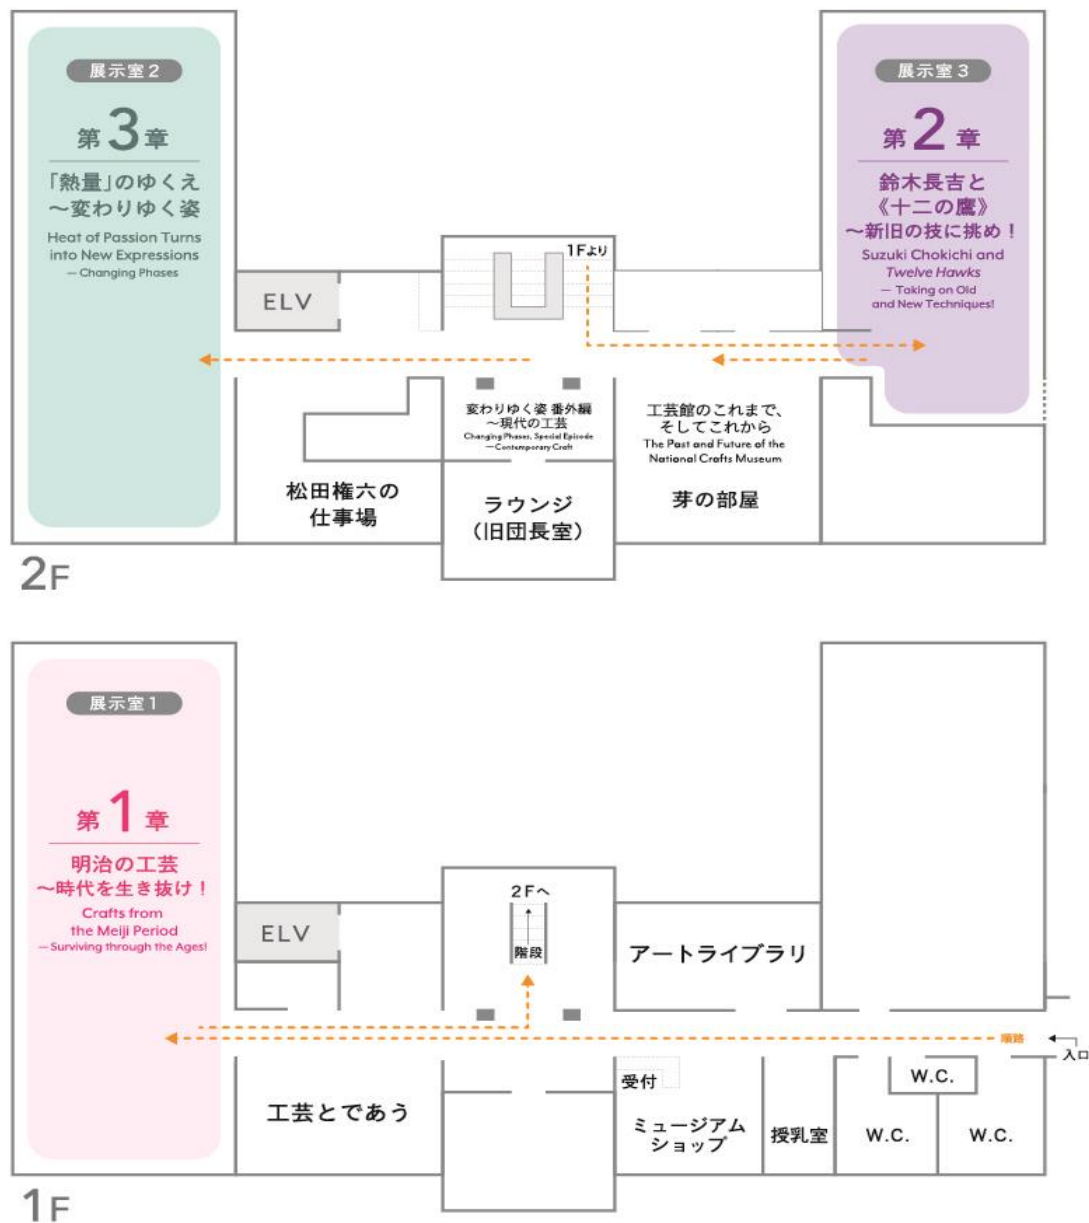 展示室2
第3章
「熱量」のゆくえ
～変わりゆく姿
Heat of Passion Turns
into New Expressions
— Changing Phases
展示室3
第2章
鈴木長吉と
《十二の鷹》
～新旧の技に挑め！
Suzuki Chokichi and
Twelve Hawks
— Taking on Old
and New Techniques!
1Fより
ELV
変わりゆく姿 番外編
～現代の工芸
Changing Phases, Special Episode
—Contemporary Craft
工芸館のこれまで、
そしてこれから
The Past and Future of the
National Crafts Museum
松田権六の
仕事場
ラウンジ
（旧団長室）
芽の部屋
2F
展示室1
第1章
明治の工芸
～時代を生き抜け！
Crafts from
the Meiji Period
— Surviving through the Ages!
2Fへ
階段
ELV
アートライブラリ
順路
入口
工芸とであう
受付
ミュージアム
ショップ
授乳室
W.C.
W.C.
W.C.
1F